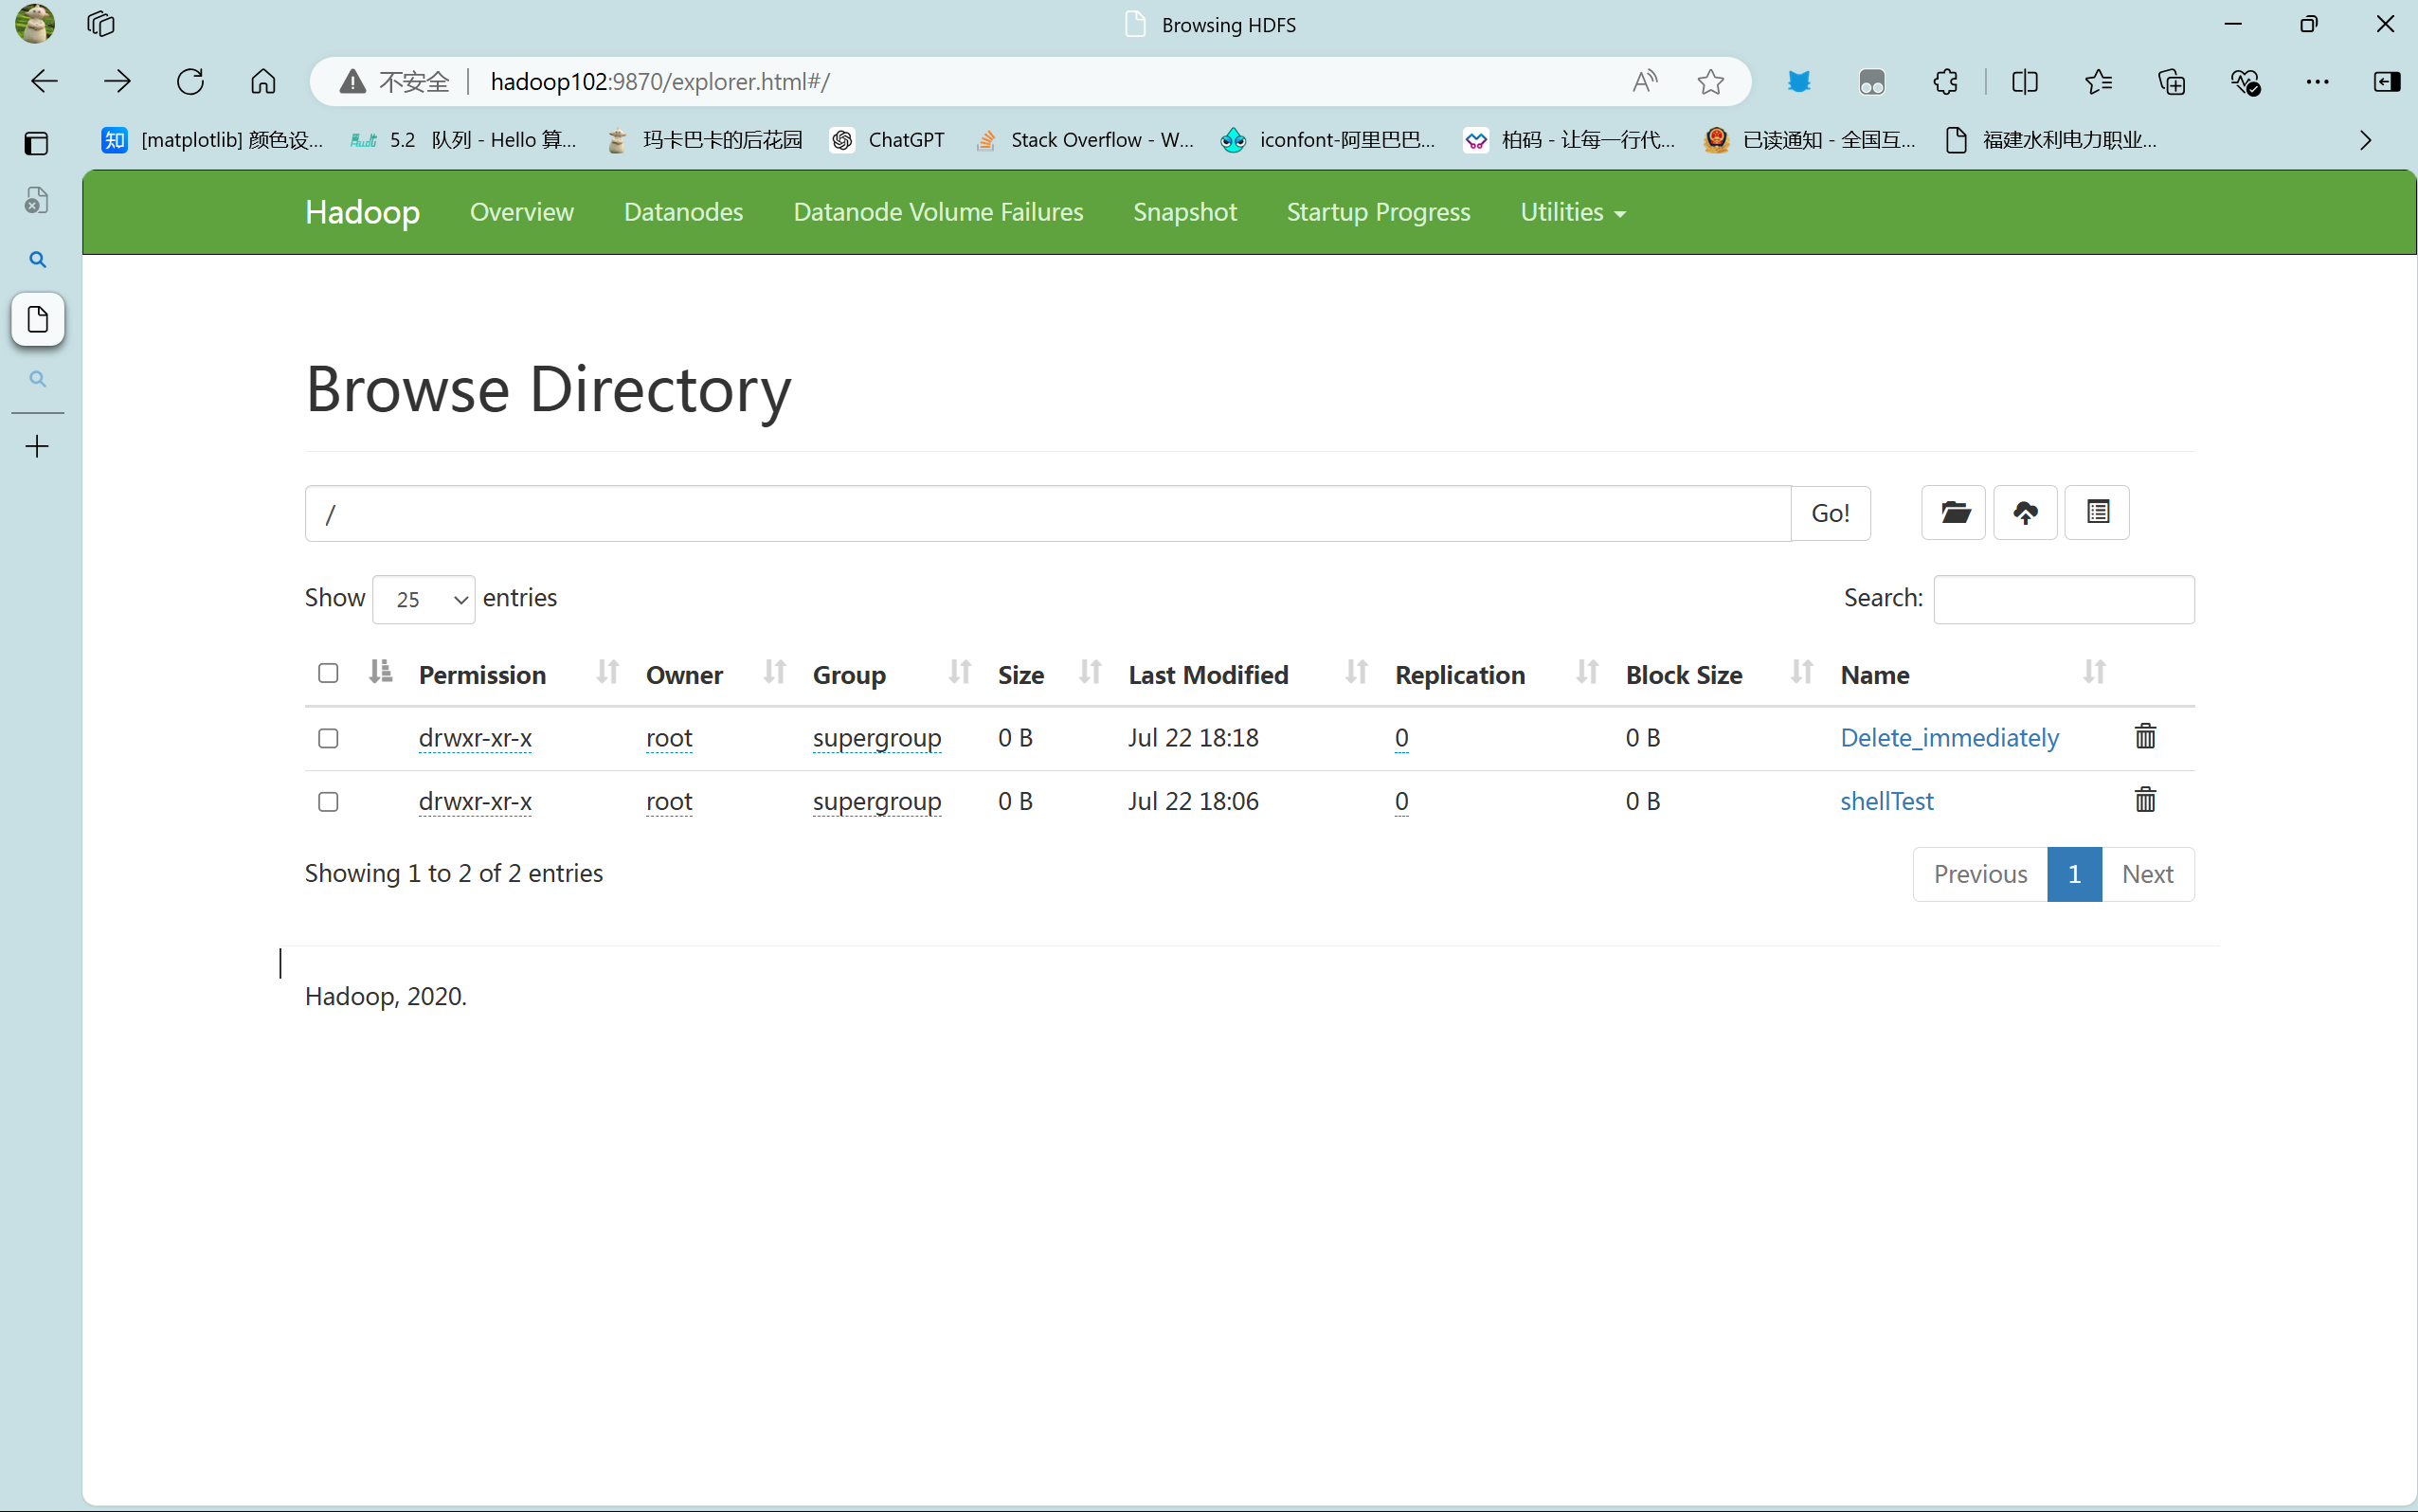 Browsing HDFS
不安全 hadoop102:9870/explorer.html#/
知 [matplotlib] 颜色设... 5.2 队列 - Hello 算... 玛卡巴卡的后花园 ChatGPT Stack Overflow - W... iconfont-阿里巴巴... 柏码 - 让每一行代... 已读通知 - 全国互... 福建水利电力职业...
Hadoop Overview Datanodes Datanode Volume Failures Snapshot Startup Progress Utilities
Browse Directory
/ Go!
Show 25 entries Search:
Permission Owner Group Size Last Modified Replication Block Size Name
drwxr-xr-x root supergroup 0 B Jul 22 18:18 0 0 B Delete_immediately
drwxr-xr-x root supergroup 0 B Jul 22 18:06 0 0 B shellTest
Showing 1 to 2 of 2 entries Previous 1 Next
Hadoop, 2020.